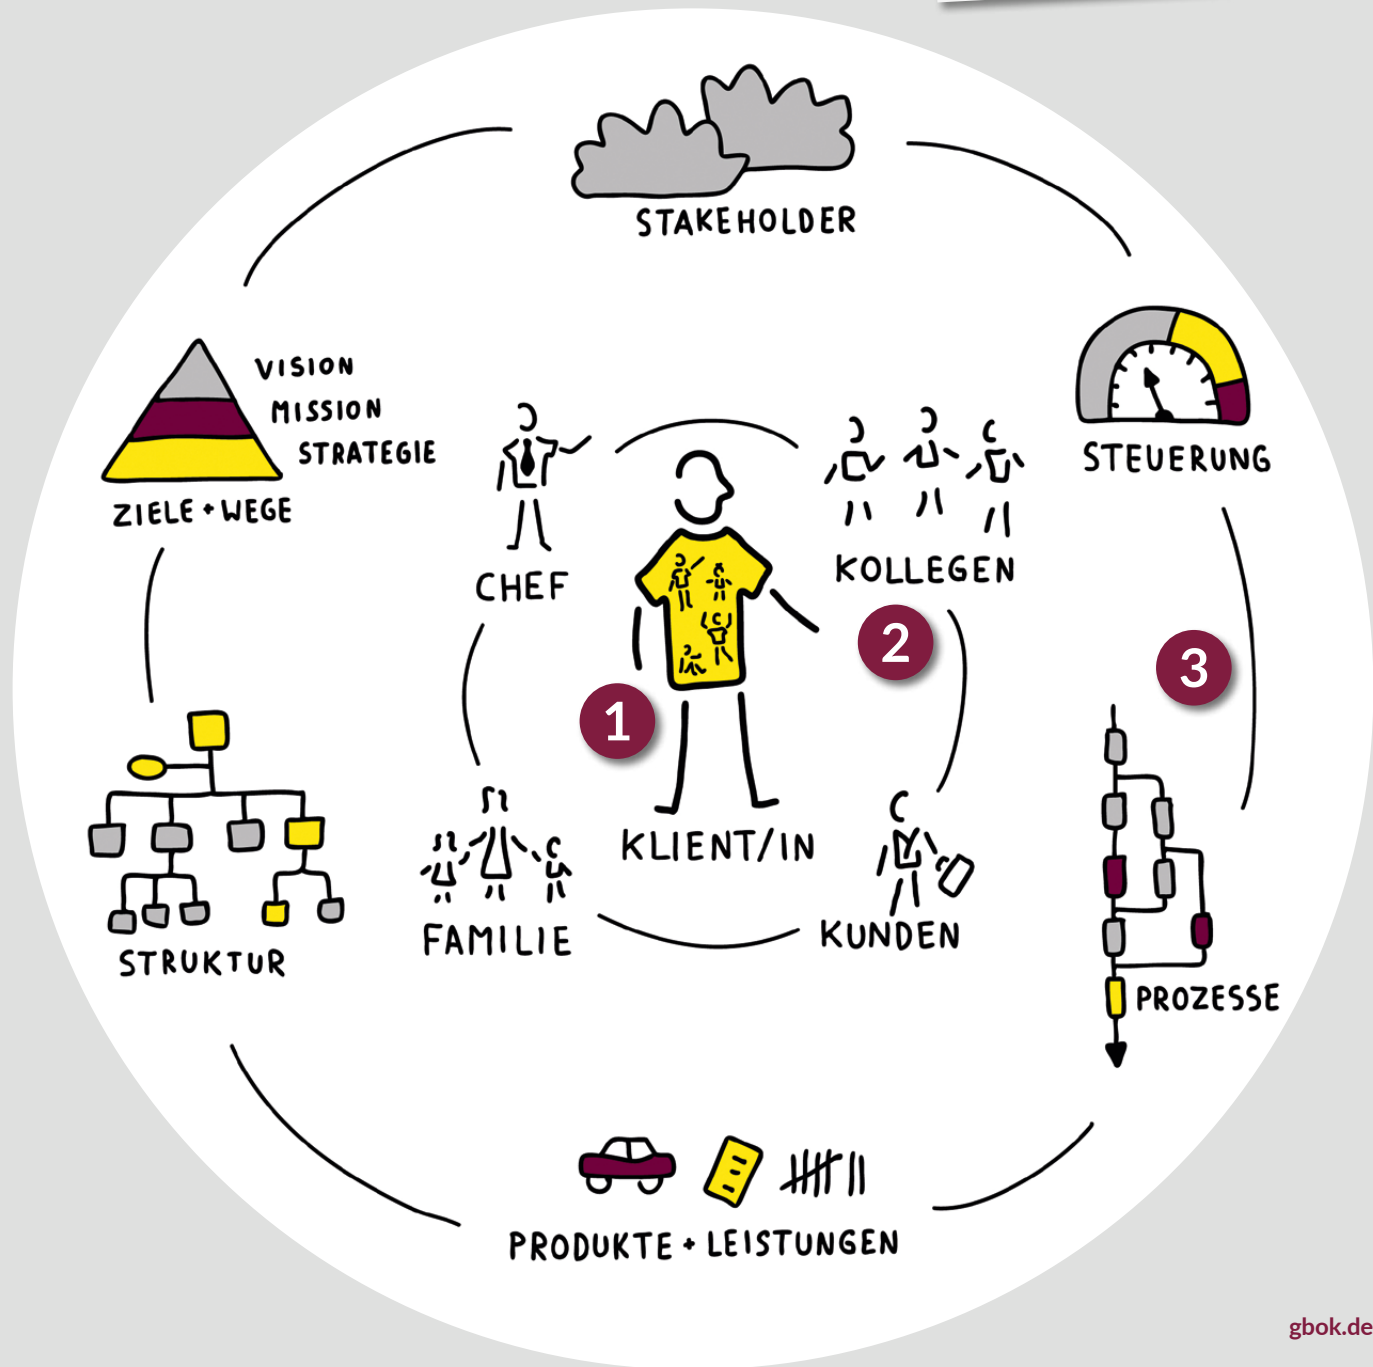 STAKEHOLDER
VISION
MISSION
STRATEGIE
ZIELE + WEGE
STEUERUNG
CHEF
KOLLEGEN
2
3
1
KLIENT/IN
FAMILIE
KUNDEN
STRUKTUR
PROZESSE
PRODUKTE + LEISTUNGEN
gbok.de